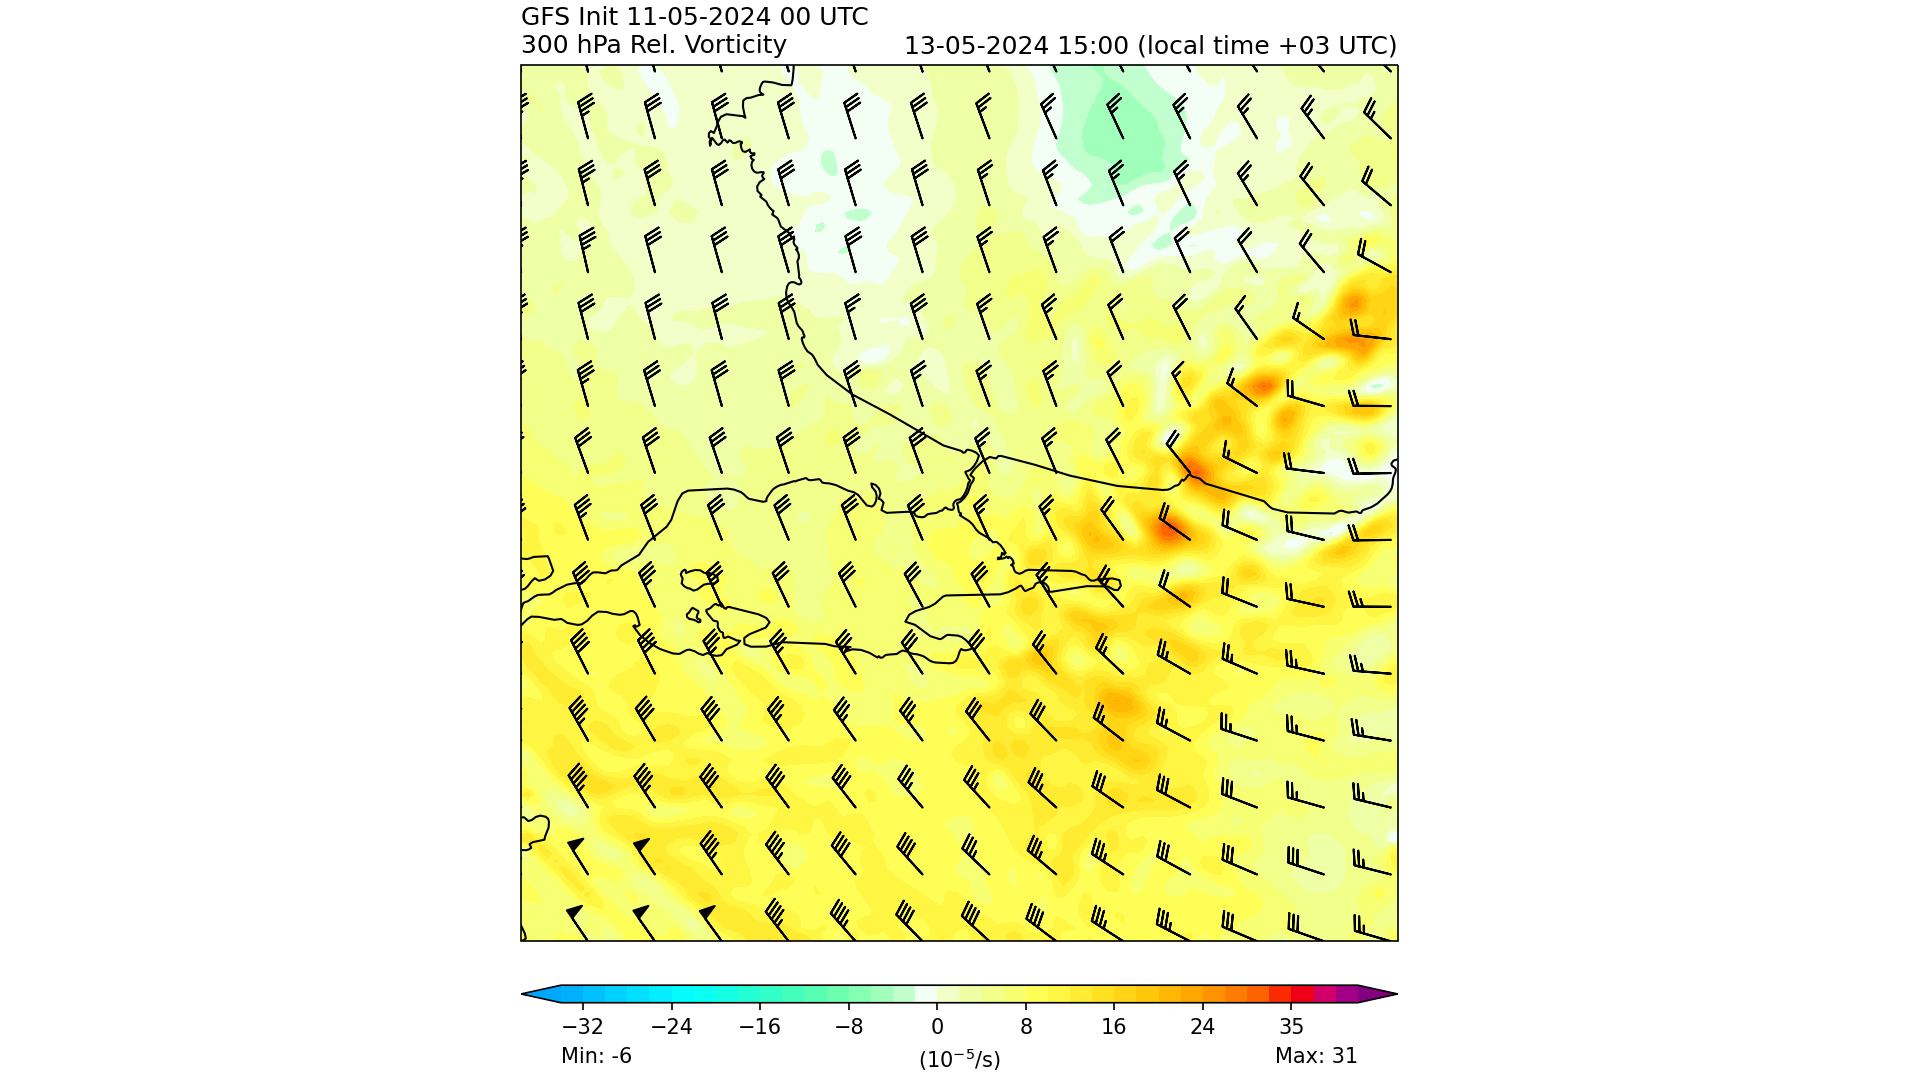 GFS Init 11-05-2024 00 UTC
300 hPa Rel. Vorticity
13-05-2024 15:00 (local time +03 UTC)
−32 −24 −16 −8 0 8 16 24 35
Min: -6
(10⁻⁵/s)
Max: 31